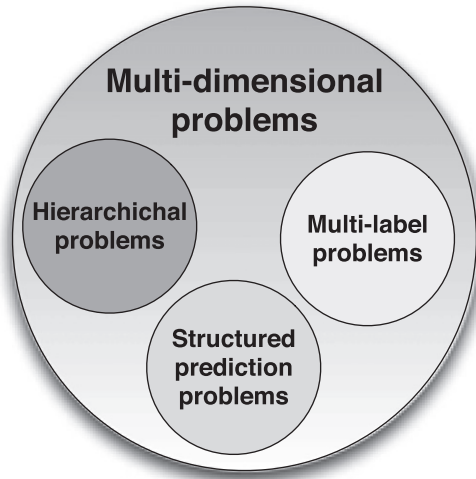 Multi-dimensional
problems
Hierarchichal
problems
Multi-label
problems
Structured
prediction
problems